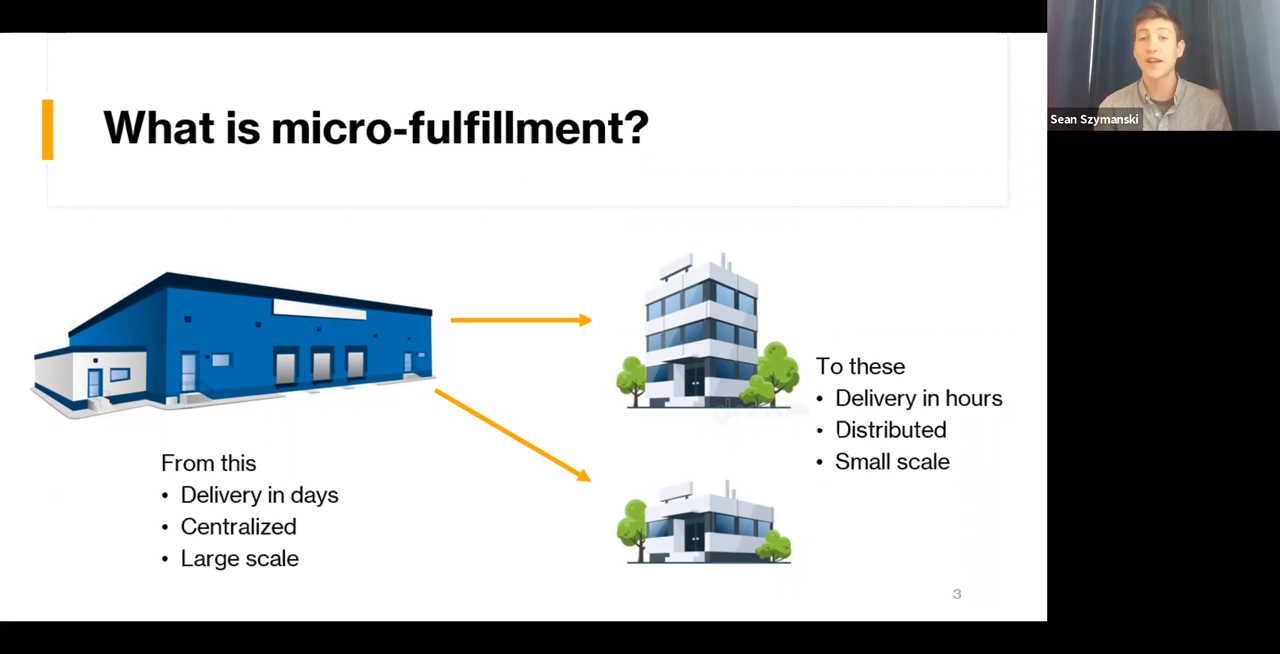 What is micro-fulfillment?
From this
• Delivery in days
• Centralized
• Large scale
To these
• Delivery in hours
• Distributed
• Small scale
3
Sean Szymanski